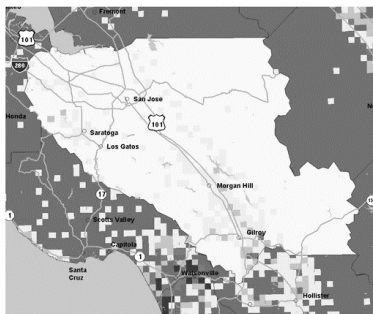 Fremont
101
280
San Jose
101
Honda
Saratoga
Los Gatos
Morgan Hill
17
1
Scotts Valley
Gilroy
Capitola
1
Santa
Cruz
Watsonville
Hollister